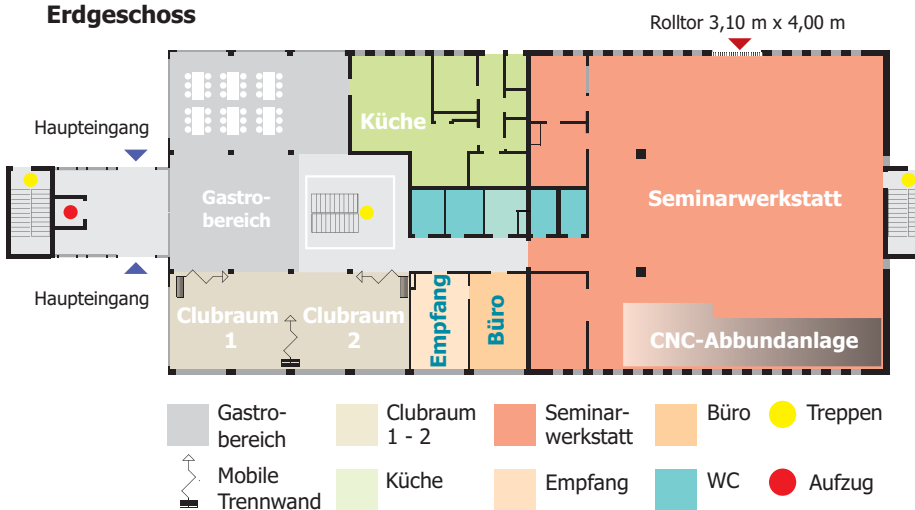 Erdgeschoss
Rolltor 3,10 m x 4,00 m
Haupteingang
Küche
Gastro-
bereich
Seminarwerkstatt
Haupteingang
Clubraum
1
Clubraum
2
Empfang
Büro
CNC-Abbundanlage
Gastro-
bereich
Clubraum
1 - 2
Seminar-
werkstatt
Büro
Treppen
Mobile
Trennwand
Küche
Empfang
WC
Aufzug